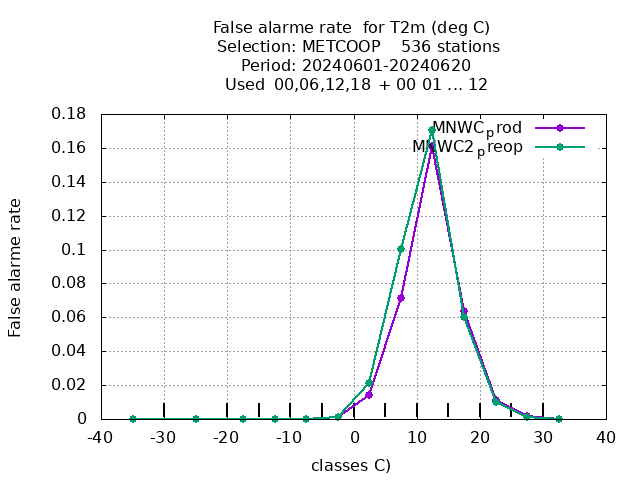 False alarme rate  for T2m (deg C)
Selection: METCOOP    536 stations
Period: 20240601-20240620
Used  00,06,12,18  + 00 01 ... 12
MNWCprod
MNWC2preop
False alarme rate
0.18
0.16
0.14
0.12
0.1
0.08
0.06
0.04
0.02
0
-40 -30 -20 -10 0 10 20 30 40
classes C)